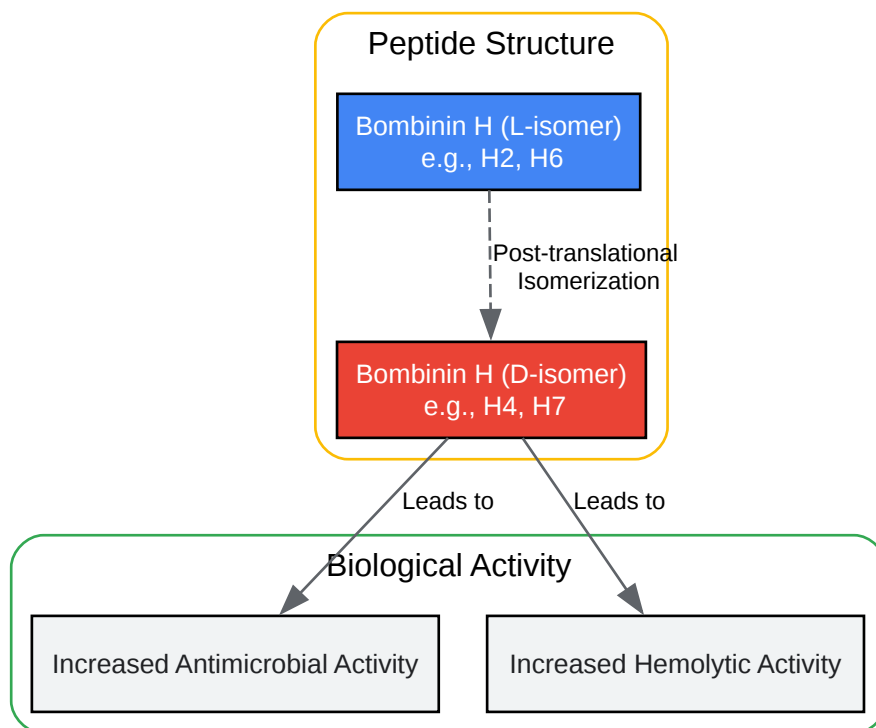 Peptide Structure
Bombinin H (L-isomer)
e.g., H2, H6
Post-translational
Isomerization
Bombinin H (D-isomer)
e.g., H4, H7
Leads to
Leads to
Biological Activity
Increased Antimicrobial Activity
Increased Hemolytic Activity